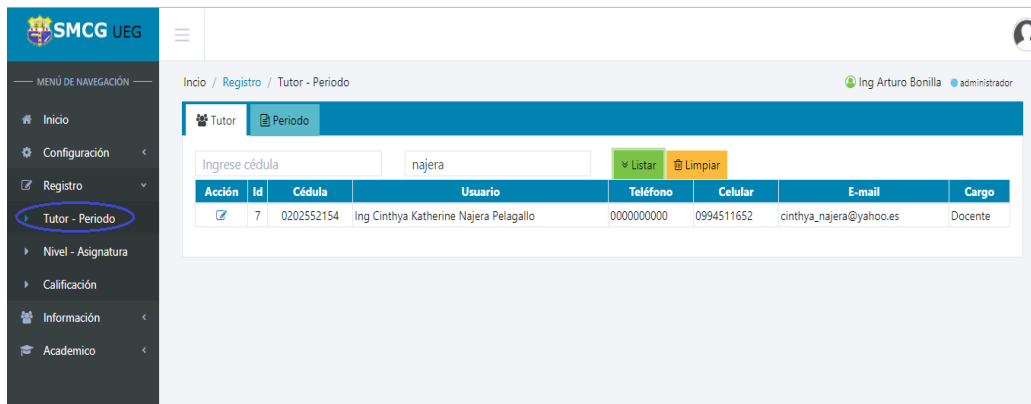 SMCG UEG
MENÚ DE NAVEGACIÓN
Incio / Registro / Tutor - Periodo
Ing Arturo Bonilla administrador
Inicio
Configuración
Registro
Tutor - Periodo
Nivel - Asignatura
Calificación
Información
Academico
Tutor Periodo
Ingrese cédula najera Listar Limpiar
Acción Id Cédula Usuario Teléfono Celular E-mail Cargo
7 0202552154 Ing Cinthya Katherine Najera Pelagallo 0000000000 0994511652 cinthya_najera@yahoo.es Docente